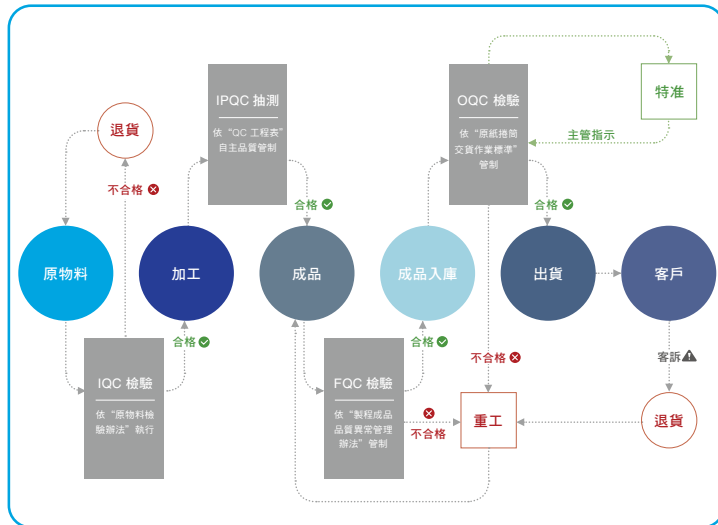 IPQC 抽測
依“QC 工程表”
自主品質管制
OQC 檢驗
依“原紙捲筒
交貨作業標準”
管制
特准
主管指示
退貨
不合格
合格
合格
原物料
加工
成品
成品入庫
出貨
客戶
合格
合格
不合格
客訴
IQC 檢驗
依“原物料檢
驗辦法”執行
FQC 檢驗
依“製程成品
品質異常管理
辦法”管制
不合格
重工
退貨